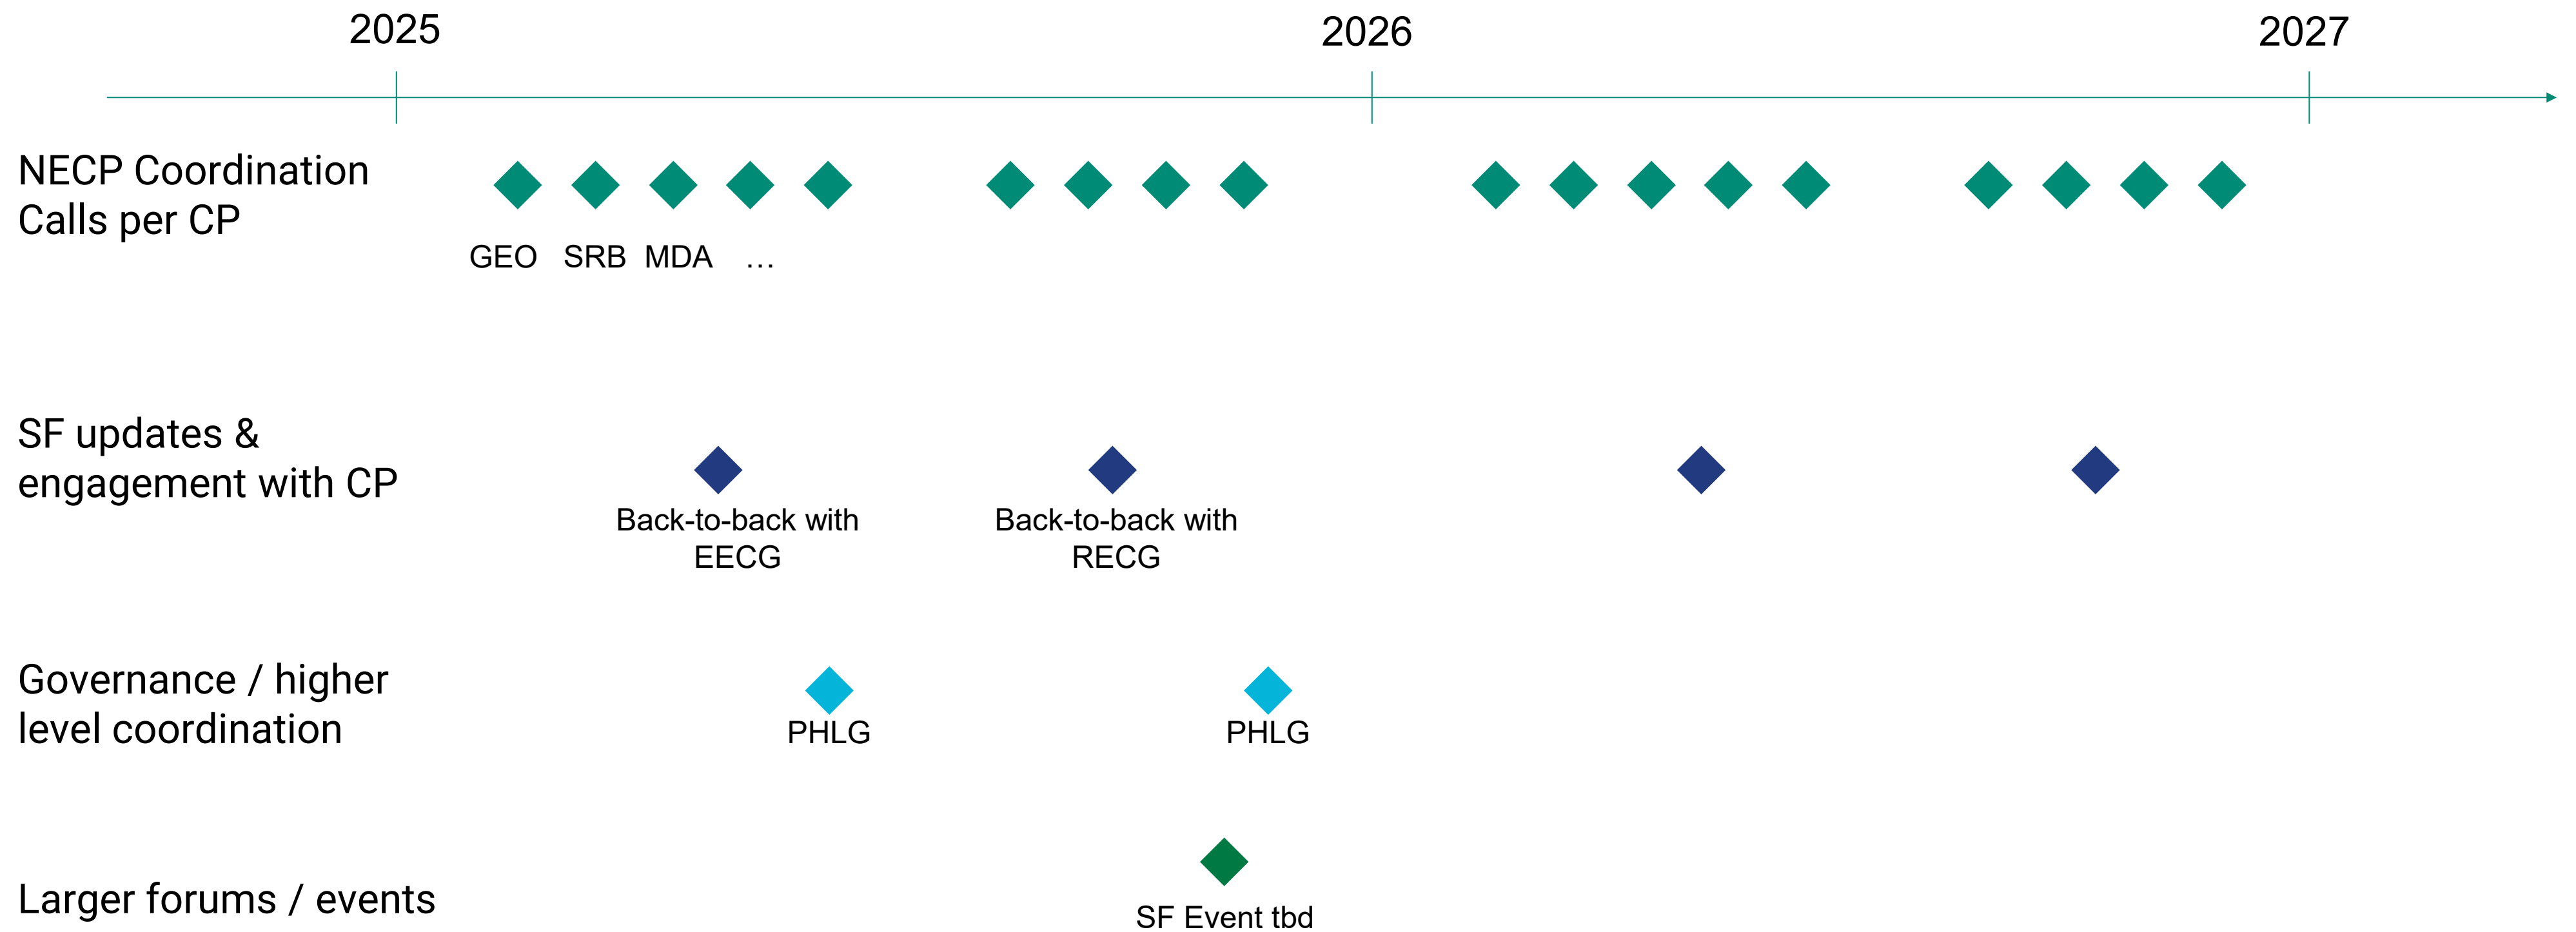 2025
2026
2027
NECP Coordination
Calls per CP
GEO
SRB
MDA
...
SF updates &
engagement with CP
Back-to-back with
EECG
Back-to-back with
RECG
Governance / higher
level coordination
PHLG
PHLG
Larger forums / events
SF Event tbd